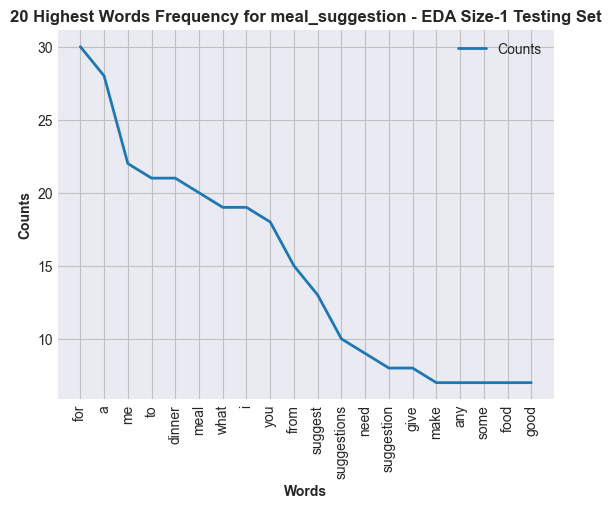 20 Highest Words Frequency for meal_suggestion - EDA Size-1 Testing Set
Counts
30
25
20
15
10
Counts
for
a
me
to
dinner
meal
what
i
you
from
suggest
suggestions
need
suggestion
give
make
any
some
food
good
Words